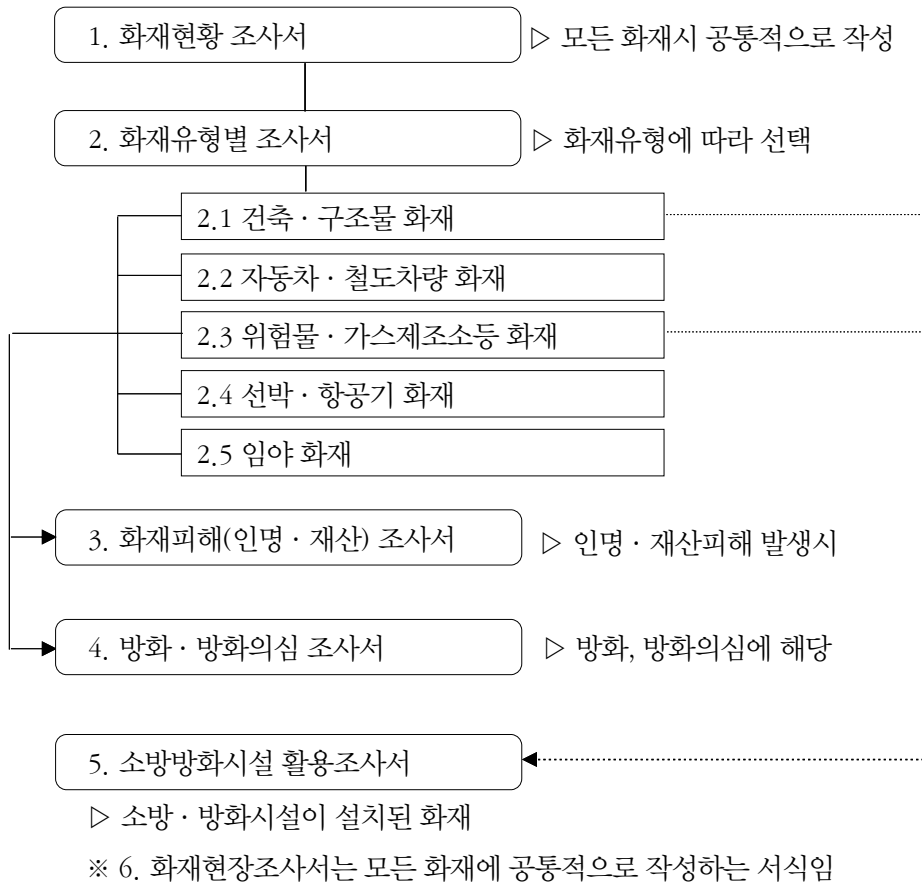 1. 화재현황 조사서 ▷ 모든 화재시 공통적으로 작성
2. 화재유형별 조사서 ▷ 화재유형에 따라 선택
2.1 건축 · 구조물 화재
2.2 자동차 · 철도차량 화재
2.3 위험물 · 가스제조소등 화재
2.4 선박 · 항공기 화재
2.5 임야 화재
3. 화재피해(인명 · 재산) 조사서 ▷ 인명 · 재산피해 발생시
4. 방화 · 방화의심 조사서 ▷ 방화, 방화의심에 해당
5. 소방방화시설 활용조사서
▷ 소방 · 방화시설이 설치된 화재
※ 6. 화재현장조사서는 모든 화재에 공통적으로 작성하는 서식임